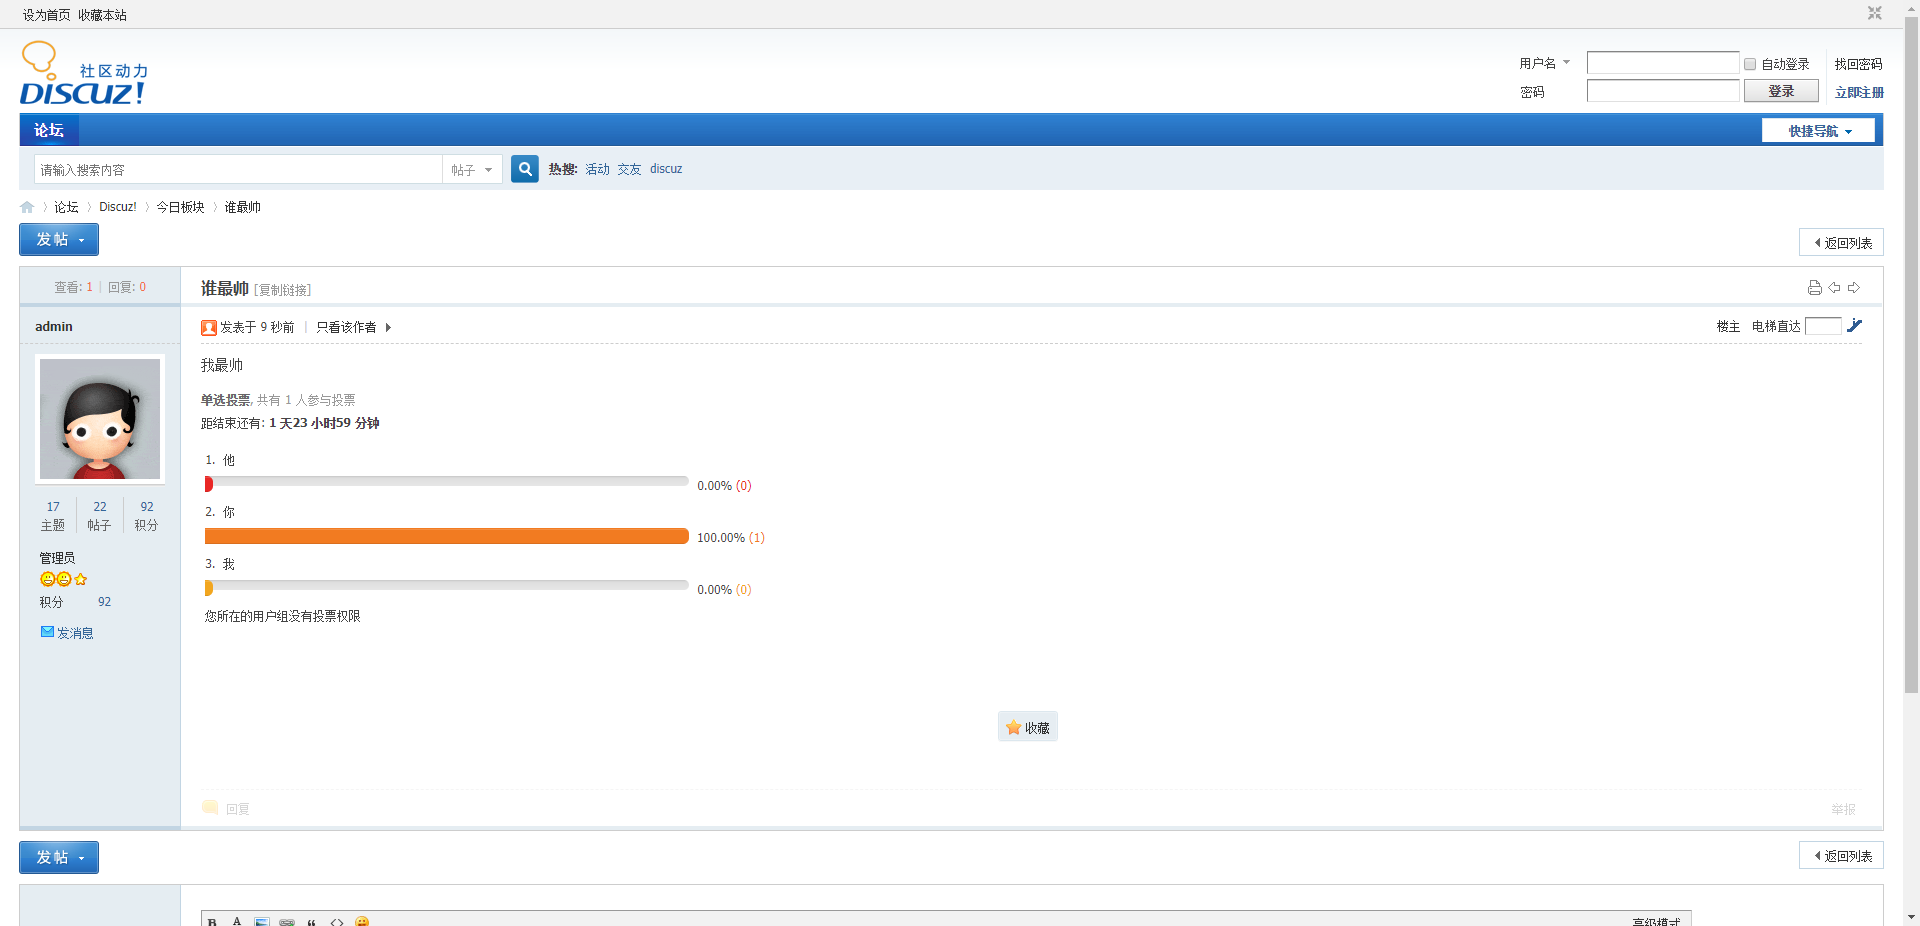 设为首页 收藏本站
社区动力
DISCUZ!
用户名 自动登录 找回密码
密码 登录 立即注册
论坛 快捷导航
请输入搜索内容 帖子 热搜: 活动 交友 discuz
论坛 Discuz! 今日板块 谁最帅
发帖 返回列表
查看: 1 | 回复: 0
谁最帅 [复制链接]
admin
发表于 9 秒前 | 只看该作者
楼主 电梯直达
我最帅
单选投票, 共有 1 人参与投票
距结束还有: 1 天23 小时59 分钟
1. 他
0.00% (0)
2. 你
100.00% (1)
3. 我
0.00% (0)
您所在的用户组没有投票权限
17 22 92
主题 帖子 积分
管理员
积分 92
发消息
收藏
回复 举报
发帖 返回列表
B A “ <> 高级模式